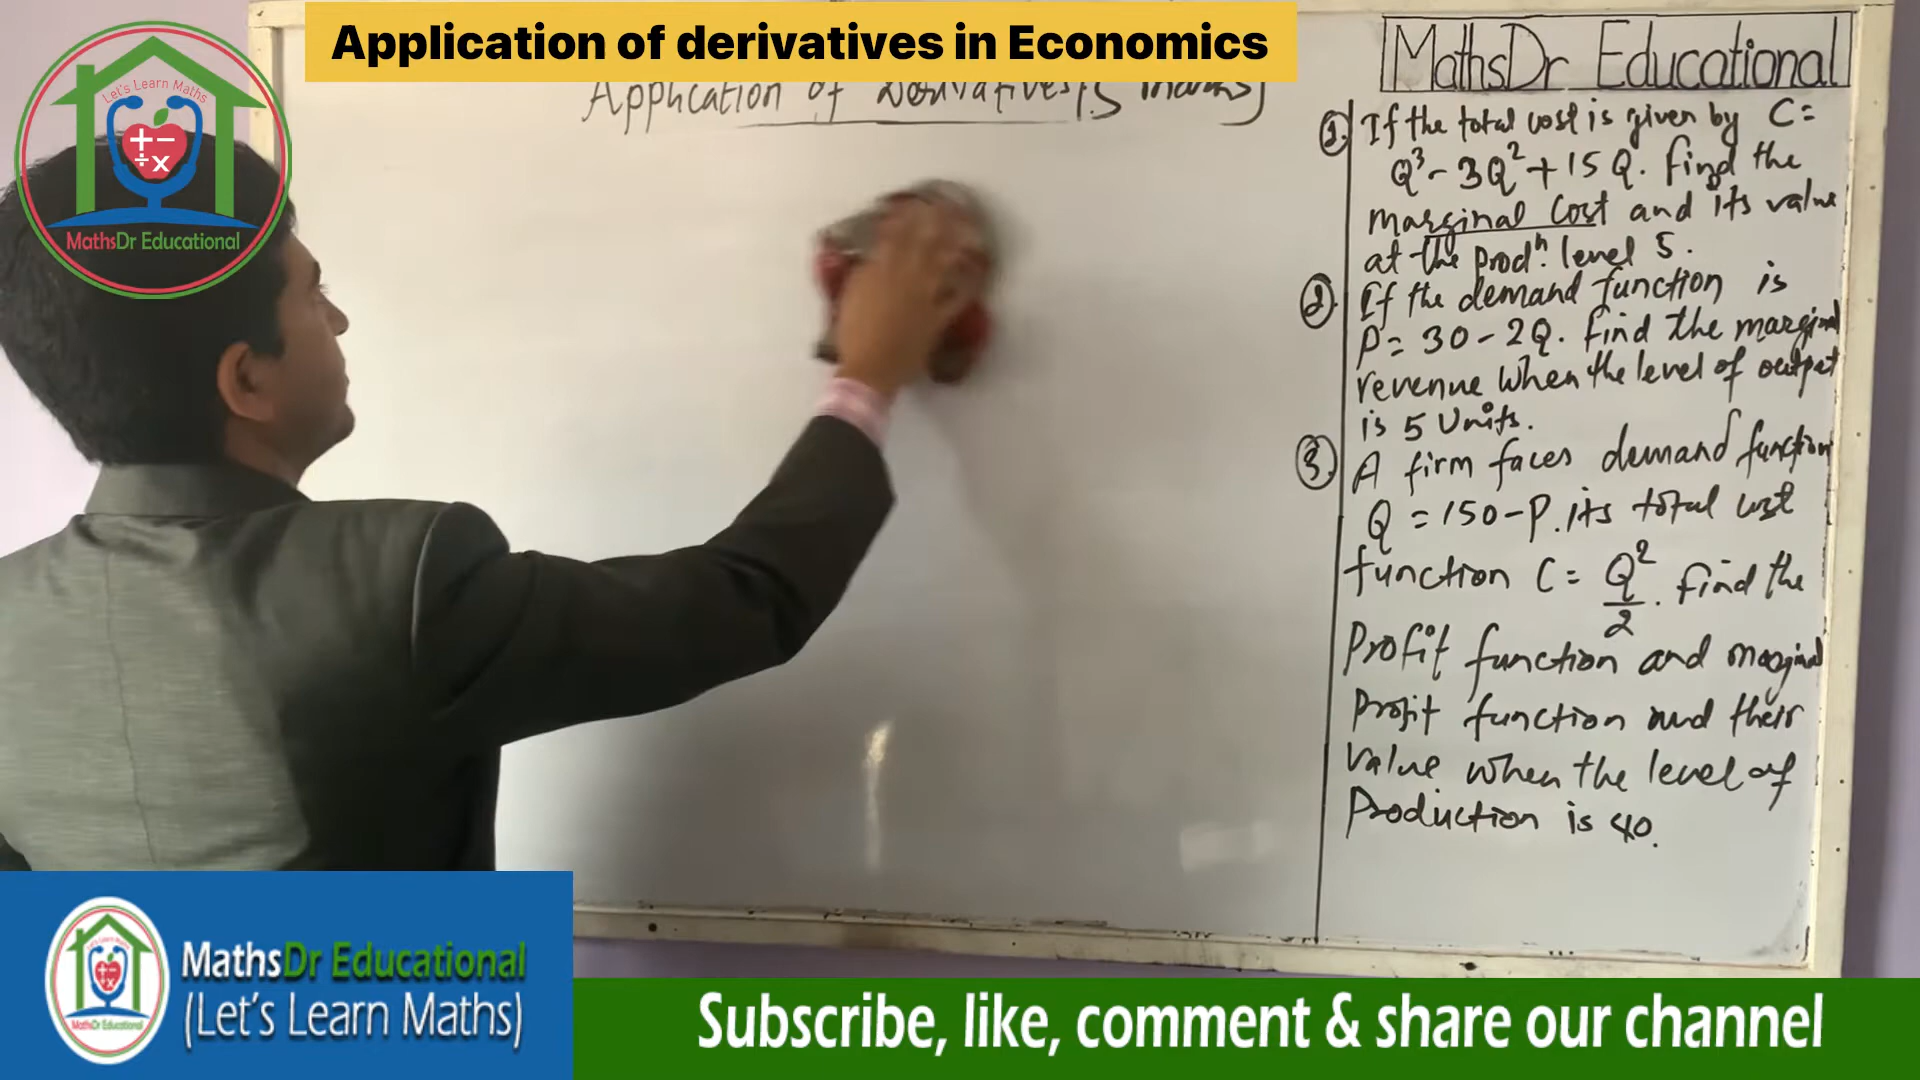 Application of derivatives in Economics
Application of Derivatives
MathsDr Educational
Let's Learn Maths
MathsDr Educational
1. If the total cost is given by C=
Q³- 3Q²+15Q. Find the
marginal Cost and its value
at the Prodⁿ. level 5.
2. If the demand function is
P= 30-2Q. Find the marginal
revenue when the level of output
is 5 Units.
3. A firm faces demand function
Q = 150-P. its total cost
function C= Q²/2. Find the
Profit function and marginal
Profit function and their
value when the level of
Production is 40.
MathsDr Educational
(Let's Learn Maths)
Let's Learn Maths
MathsDr Educational
Subscribe, like, comment & share our channel